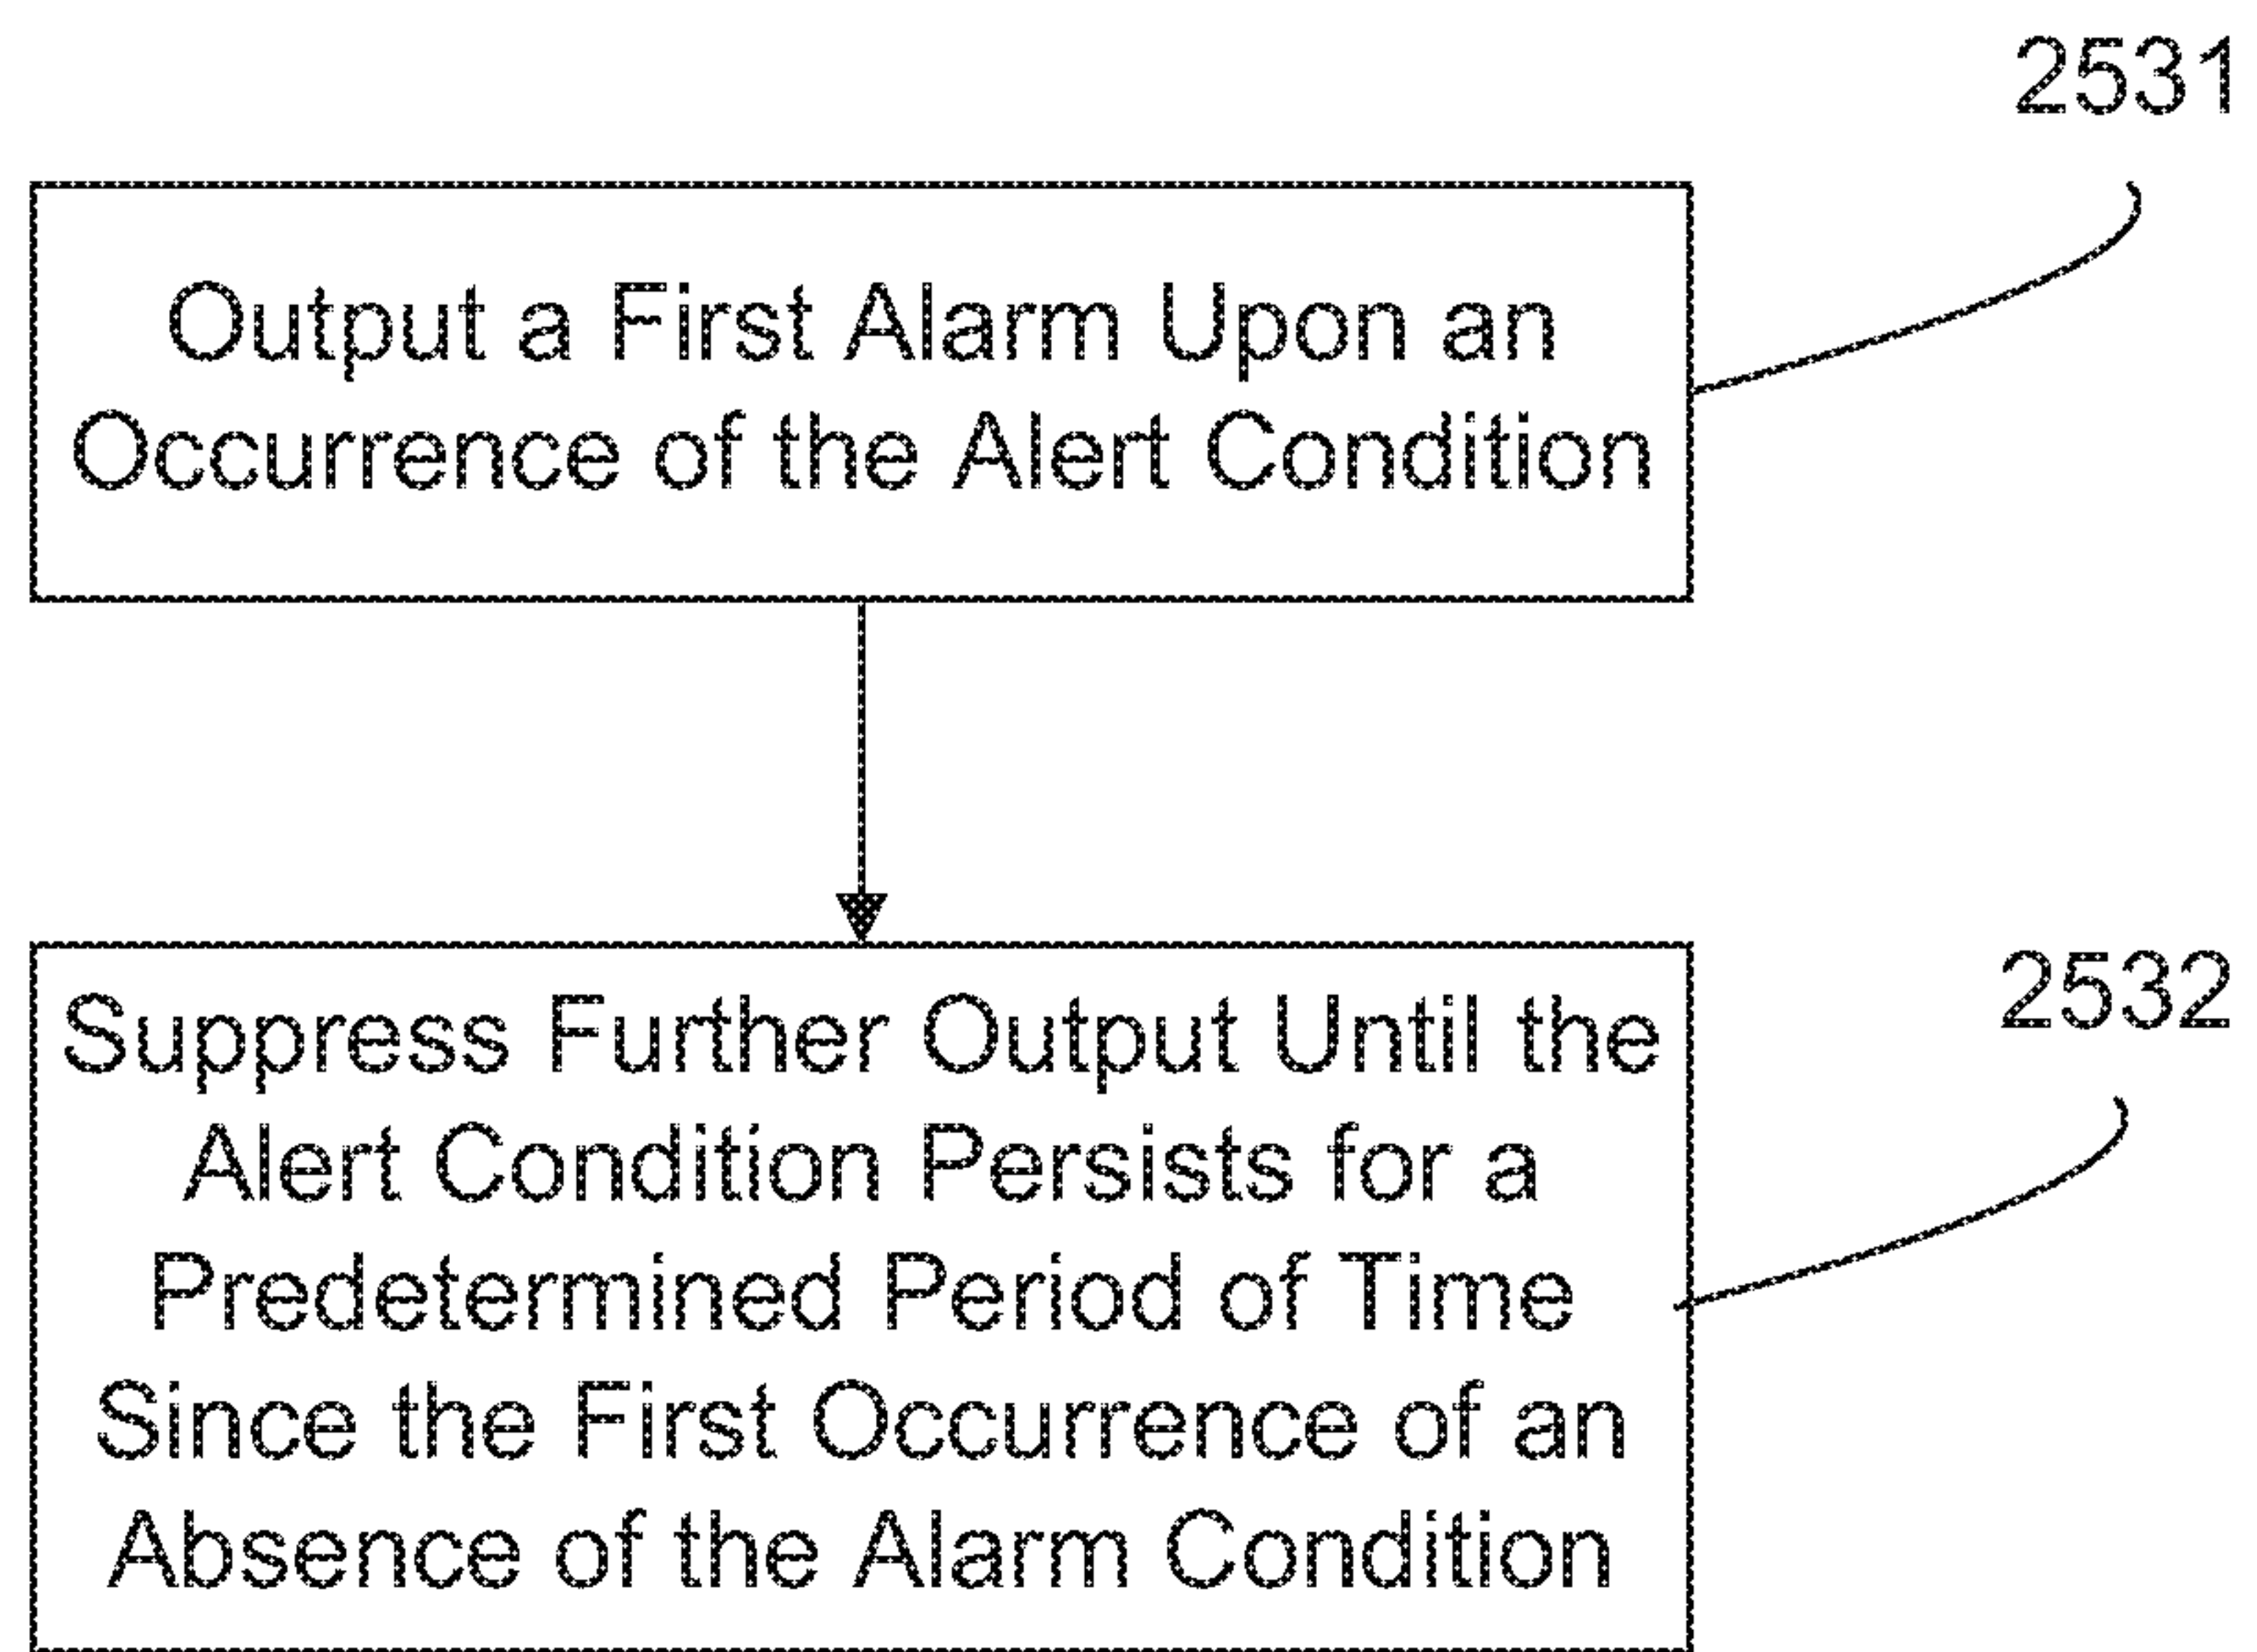 2531
Output a First Alarm Upon an
Occurrence of the Alert Condition
Suppress Further Output Until the
2532
Alert Condition Persists for a
Predetermined Period of Time
Since the First Occurrence of an
Absence of the Alarm Condition